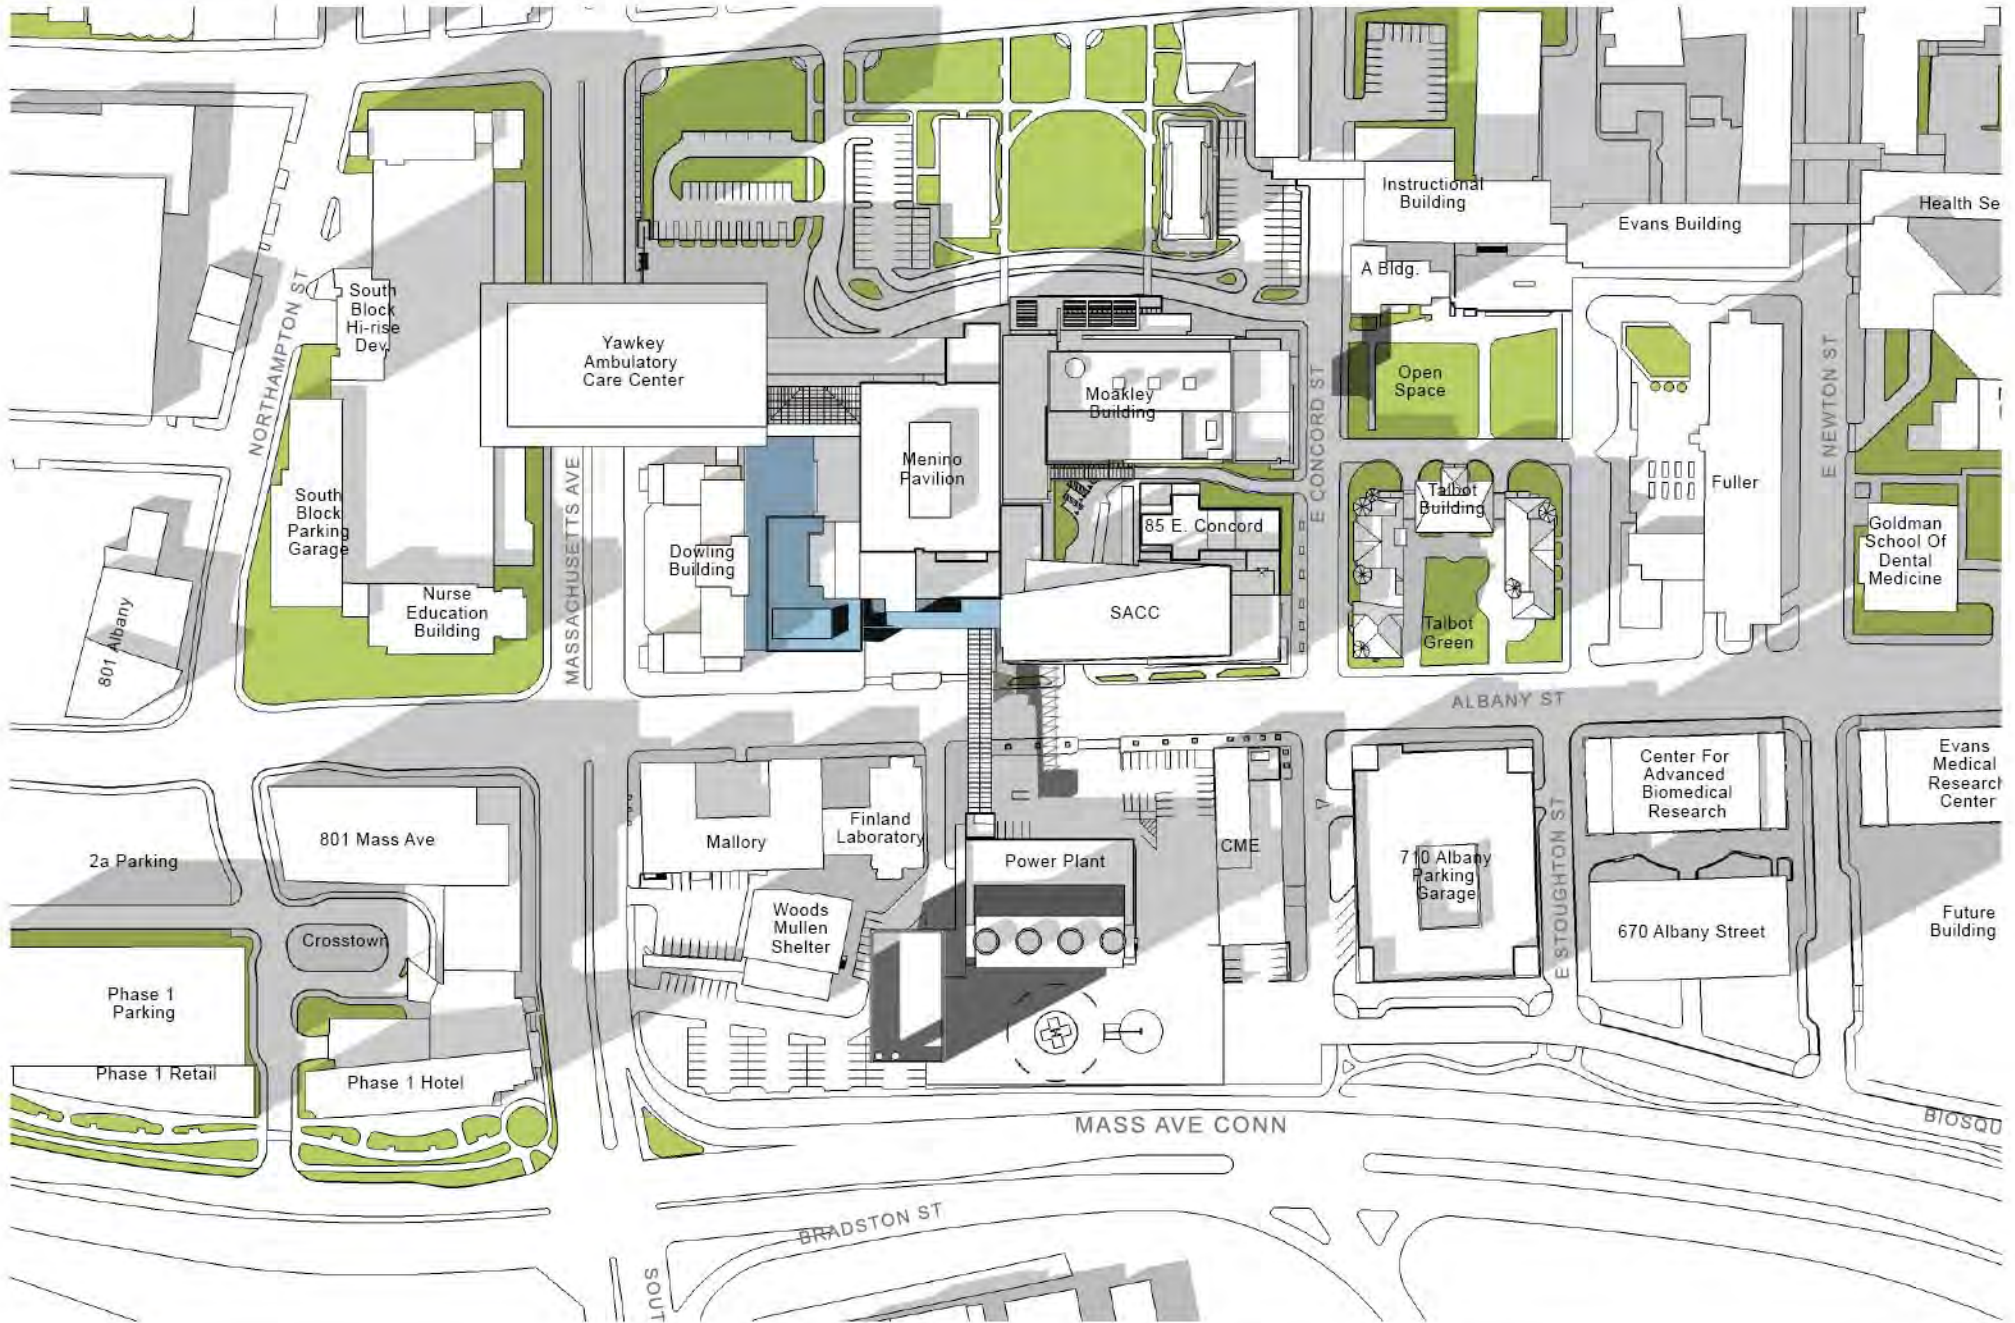 Instructional
Building
Evans Building
Health Se
A Bldg.
South
Block
Hi-rise
Dev.
NORTHAMPTON ST
Yawkey
Ambulatory
Care Center
Moakley
Building
E CONCORD ST
Open
Space
E NEWTON ST
Menino
Pavilion
Talbot
Building
Fuller
South
Block
Parking
Garage
MASSACHUSETTS AVE
Dowling
Building
85 E. Concord
Goldman
School Of
Dental
Medicine
Nurse
Education
Building
SACC
Talbot
Green
801 Albany
ALBANY ST
Center For
Advanced
Biomedical
Research
Evans
Medical
Research
Center
801 Mass Ave
Mallory
Finland
Laboratory
Power Plant
CME
710 Albany
Parking
Garage
E STOUGHTON ST
2a Parking
Crosstown
Woods
Mullen
Shelter
670 Albany Street
Future
Building
Phase 1
Parking
Phase 1 Retail
Phase 1 Hotel
MASS AVE CONN
BIOSQU
BRADSTON ST
SOUT